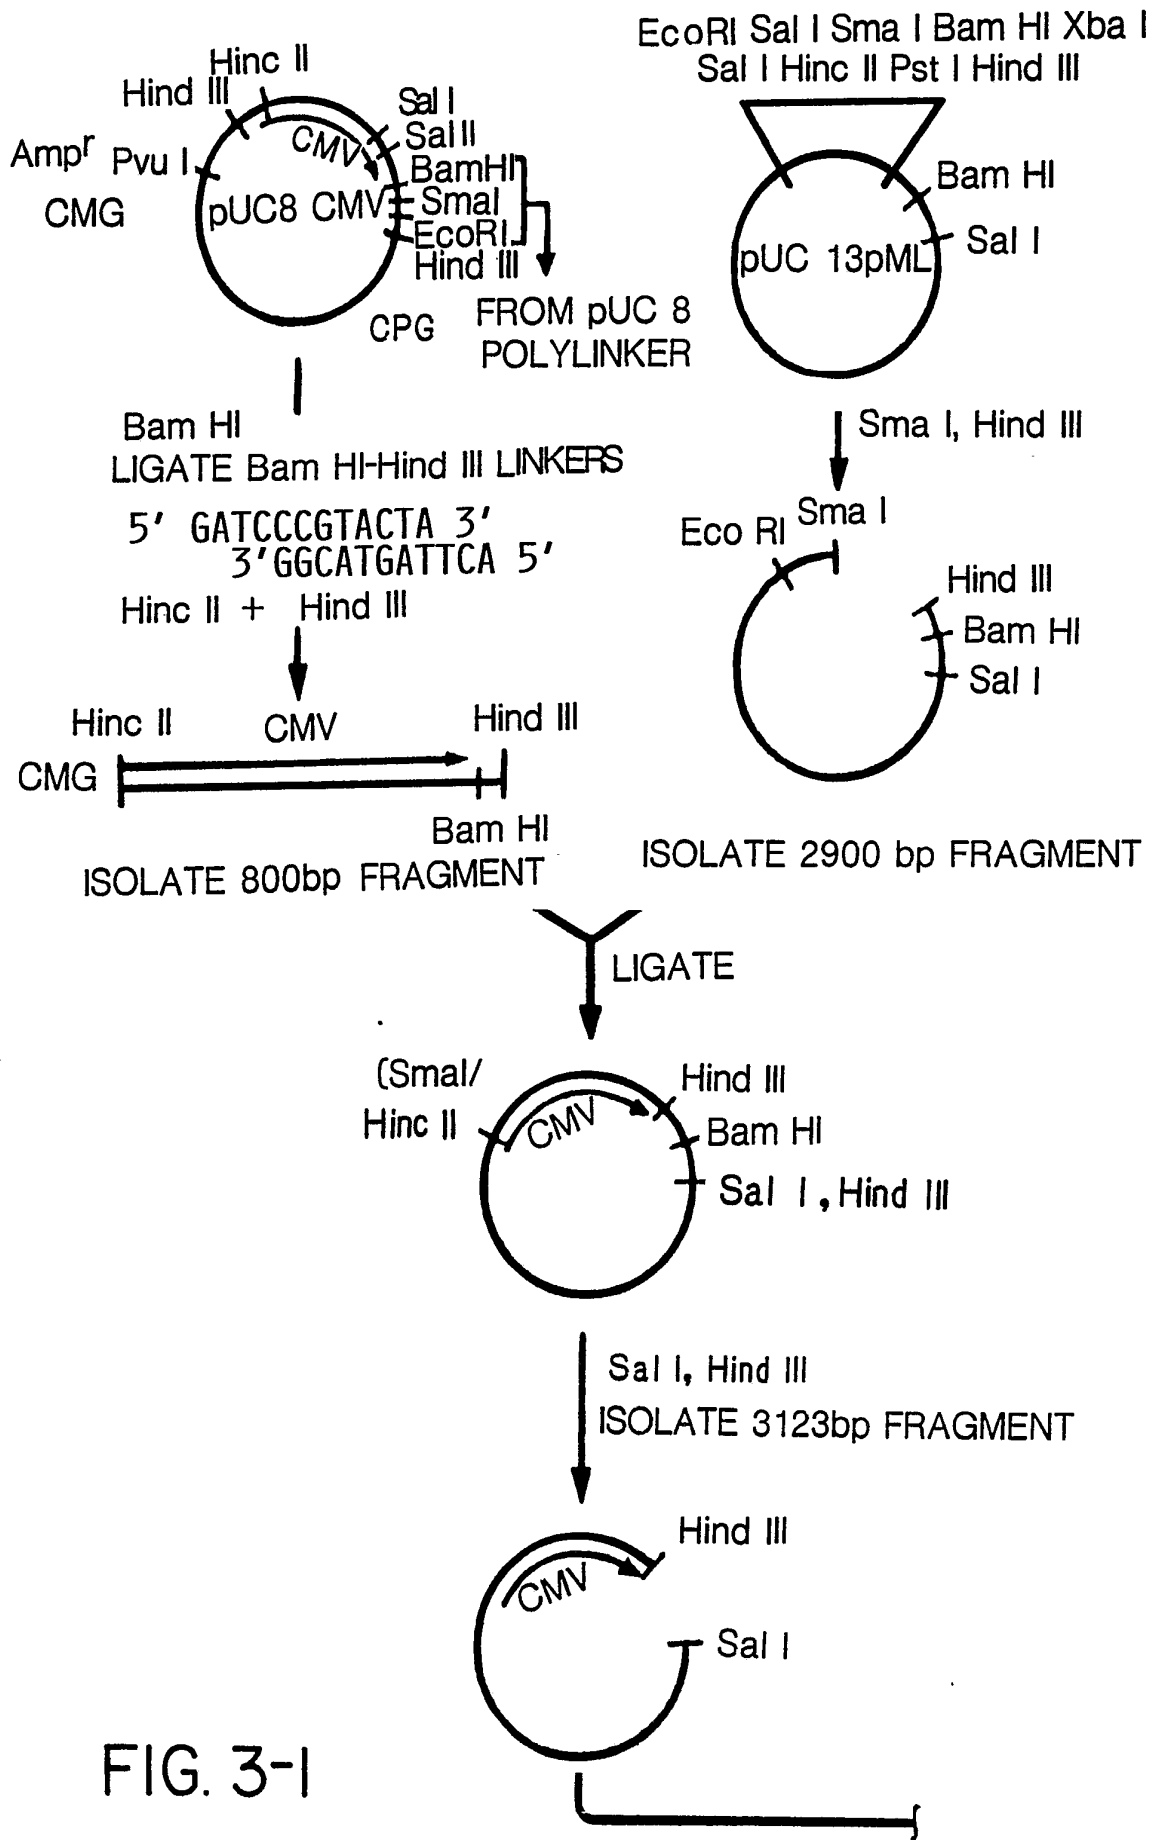 Hinc II
Hind III
Ampʳ Pvu I
CMG
CMV
Sal I
Sal II
BamHI
SmaI
EcoRI
Hind III
pUC8 CMV
CPG
FROM pUC 8
POLYLINKER
EcoRI Sal I Sma I Bam HI Xba I
Sal I Hinc II Pst I Hind III
Bam HI
Sal I
pUC 13pML
Bam HI
LIGATE Bam HI-Hind III LINKERS
5' GATCCCGTACTA 3'
3'GGCATGATTCA 5'
Hinc II + Hind III
Sma I, Hind III
Eco RI
Sma I
Hind III
Bam HI
Sal I
Hinc II
CMV
Hind III
CMG
Bam HI
ISOLATE 800bp FRAGMENT
ISOLATE 2900 bp FRAGMENT
LIGATE
(SmaI/
Hinc II
CMV
Hind III
Bam HI
Sal I, Hind III
Sal I, Hind III
ISOLATE 3123bp FRAGMENT
Hind III
CMV
Sal I
FIG. 3-1